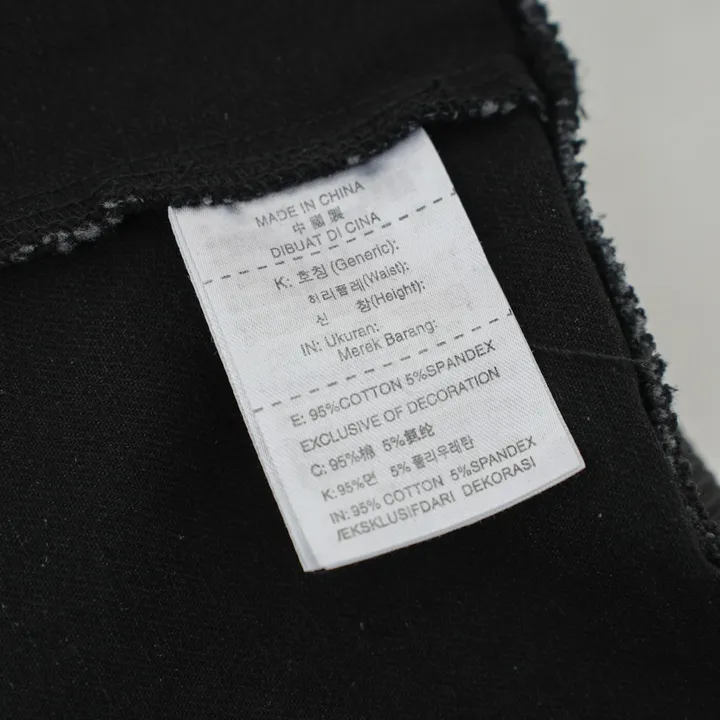 MADE IN CHINA
中國製
DIBUAT DI CINA
K: 호칭 (Generic):
허리둘레(Waist):
신 장(Height):
IN: Ukuran:
Merek Barang:
E: 95%COTTON 5%SPANDEX
EXCLUSIVE OF DECORATION
C: 95%棉 5%氨纶
K: 95%면 5% 폴리우레탄
IN: 95% COTTON 5%SPANDEX
/EKSKLUSIFDARI DEKORASI